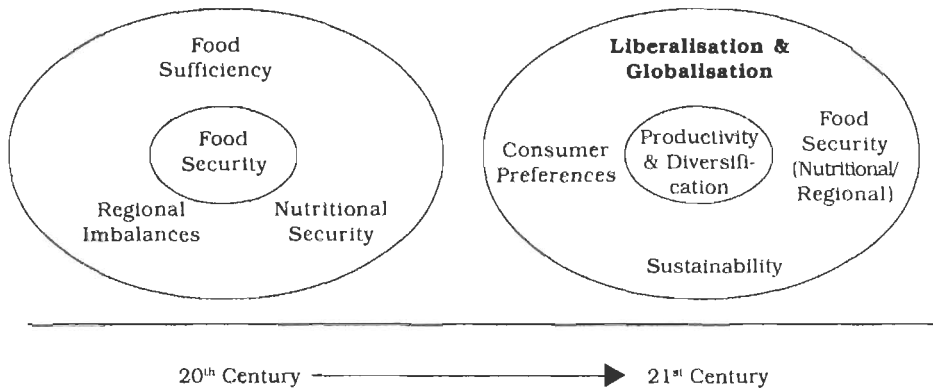 Food
Sufficiency
Food
Security
Regional
Imbalances
Nutritional
Security
Liberalisation &
Globalisation
Consumer
Preferences
Productivity
& Diversifi-
cation
Food
Security
(Nutritional/
Regional)
Sustainability
20th Century
21st Century